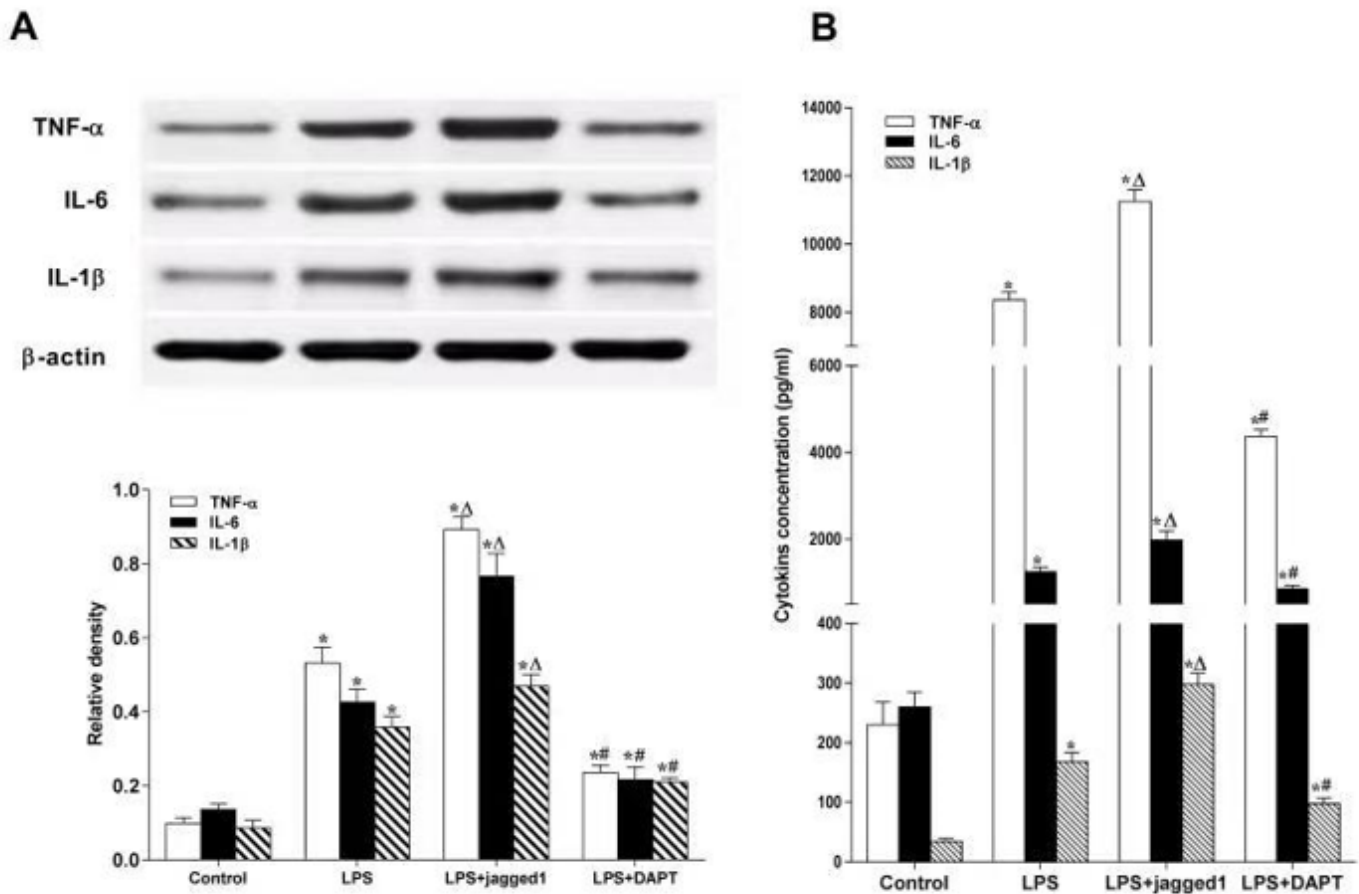 A
TNF-α
IL-6
IL-1β
β-actin
TNF-α
IL-6
IL-1β
Relative density
1.0
0.8
0.6
0.4
0.2
0.0
* * *
*Δ *Δ *Δ
*# *# *#
Control LPS LPS+jagged1 LPS+DAPT
B
TNF-α
IL-6
IL-1β
Cytokins concentration (pg/ml)
14000
12000
10000
8000
6000
4000
2000
400
300
200
100
0
* * *
*Δ *Δ *Δ
*# *# *#
Control LPS LPS+jagged1 LPS+DAPT